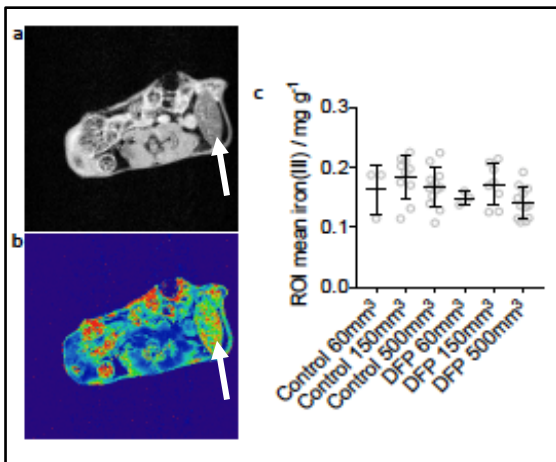 a
b
c
ROI mean iron(III) / mg g-1
0.3
0.2
0.1
0.0
Control 60mm³
Control 150mm³
Control 500mm³
DFP 60mm³
DFP 150mm³
DFP 500mm³